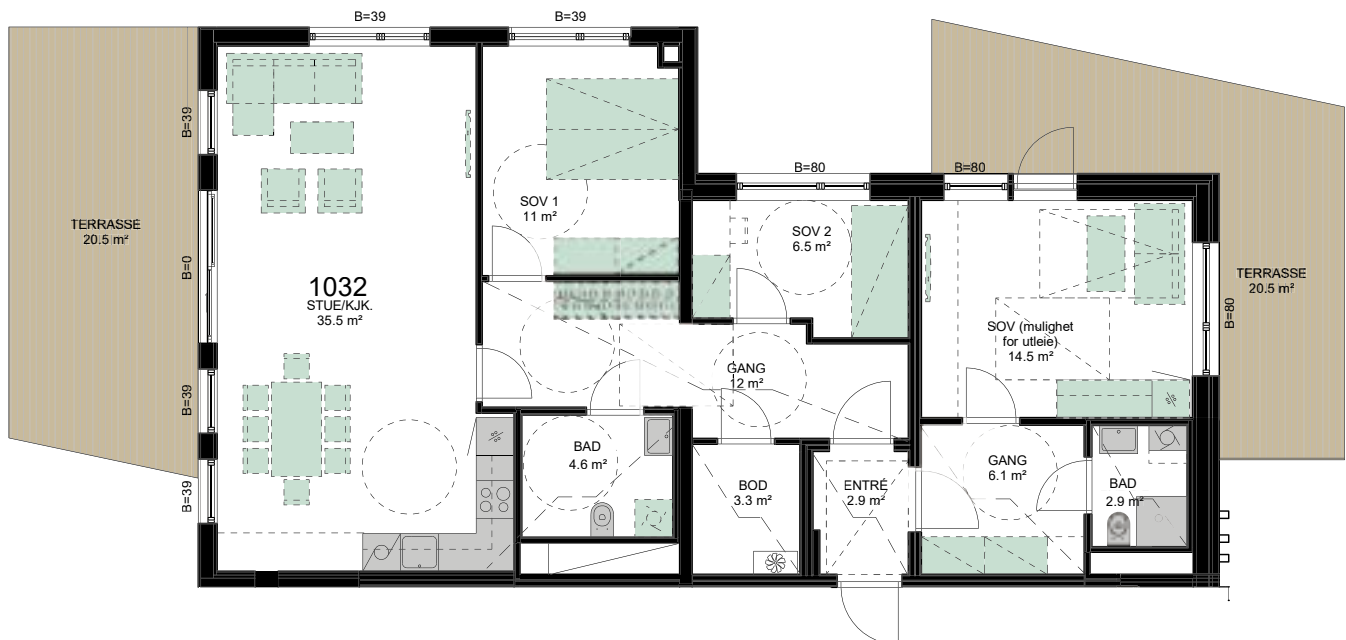 B=39
B=39
B=39
B=80
B=80
TERRASSE
20.5 m²
SOV 1
11 m²
SOV 2
6.5 m²
B=0
1032
STUE/KJK.
35.5 m²
TERRASSE
20.5 m²
B=80
SOV (mulighet
for utleie)
14.5 m²
GANG
12 m²
B=39
BAD
4.6 m²
BOD
3.3 m²
ENTRÉ
2.9 m²
GANG
6.1 m²
BAD
2.9 m²
B=39